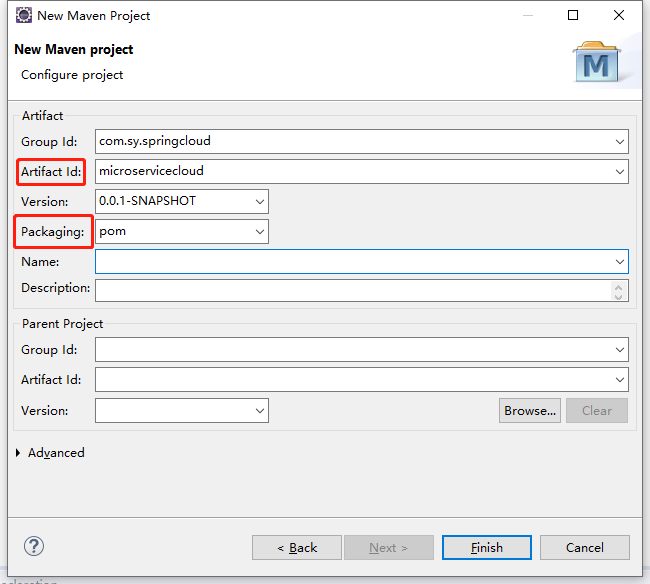 New Maven Project
New Maven project
Configure project
M
Artifact
Group Id: com.sy.springcloud
Artifact Id: microservicecloud
Version: 0.0.1-SNAPSHOT
Packaging: pom
Name:
Description:
Parent Project
Group Id:
Artifact Id:
Version: Browse... Clear
Advanced
? < Back Next > Finish Cancel